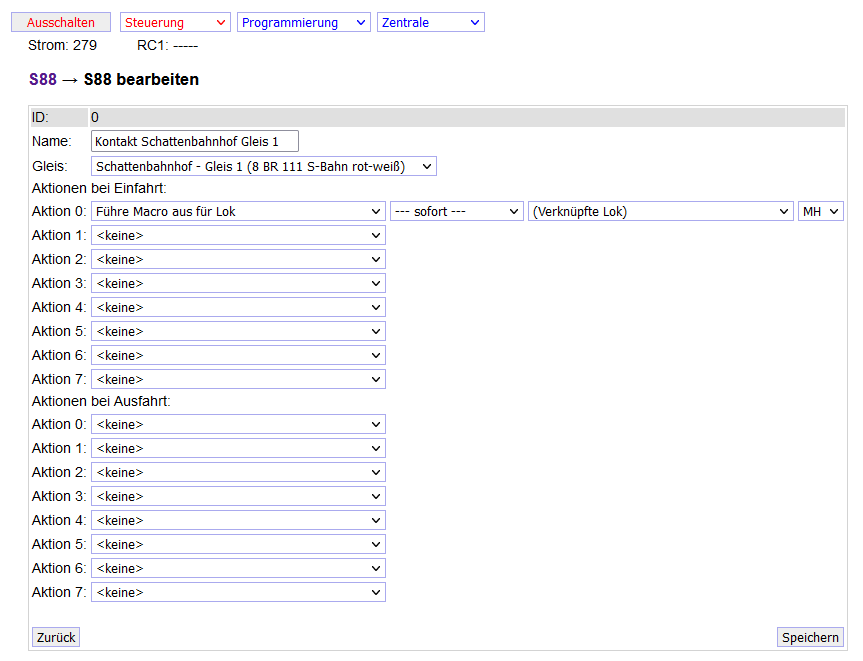 Ausschalten Steuerung Programmierung Zentrale
Strom: 279 RC1: -----
S88 → S88 bearbeiten
ID: 0
Name: Kontakt Schattenbahnhof Gleis 1
Gleis: Schattenbahnhof - Gleis 1 (8 BR 111 S-Bahn rot-weiß)
Aktionen bei Einfahrt:
Aktion 0: Führe Macro aus für Lok --- sofort --- (Verknüpfte Lok) MH
Aktion 1: <keine>
Aktion 2: <keine>
Aktion 3: <keine>
Aktion 4: <keine>
Aktion 5: <keine>
Aktion 6: <keine>
Aktion 7: <keine>
Aktionen bei Ausfahrt:
Aktion 0: <keine>
Aktion 1: <keine>
Aktion 2: <keine>
Aktion 3: <keine>
Aktion 4: <keine>
Aktion 5: <keine>
Aktion 6: <keine>
Aktion 7: <keine>
Zurück Speichern